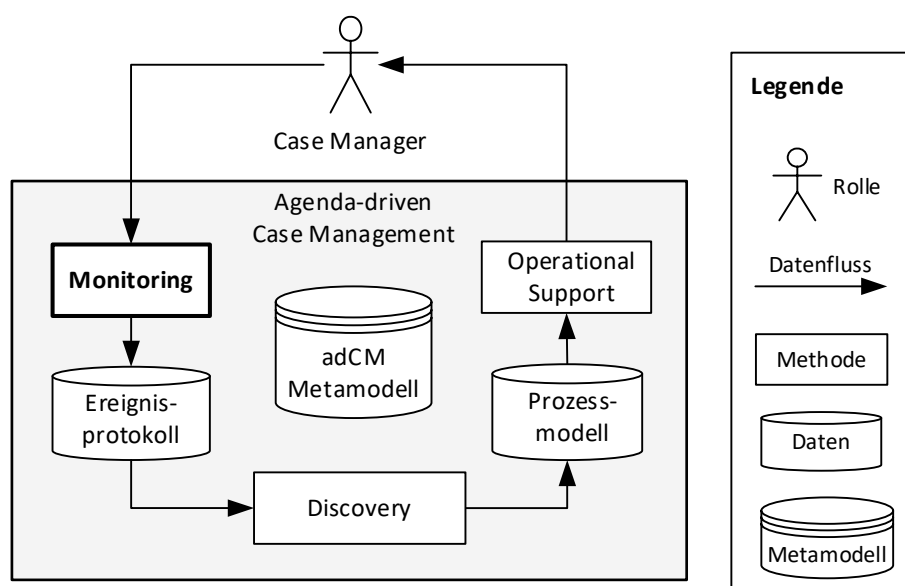 Case Manager
Agenda-driven
Case Management
Monitoring
Operational
Support
adCM
Metamodell
Ereignis-
protokoll
Prozess-
modell
Discovery
Legende
Rolle
Datenfluss
Methode
Daten
Metamodell